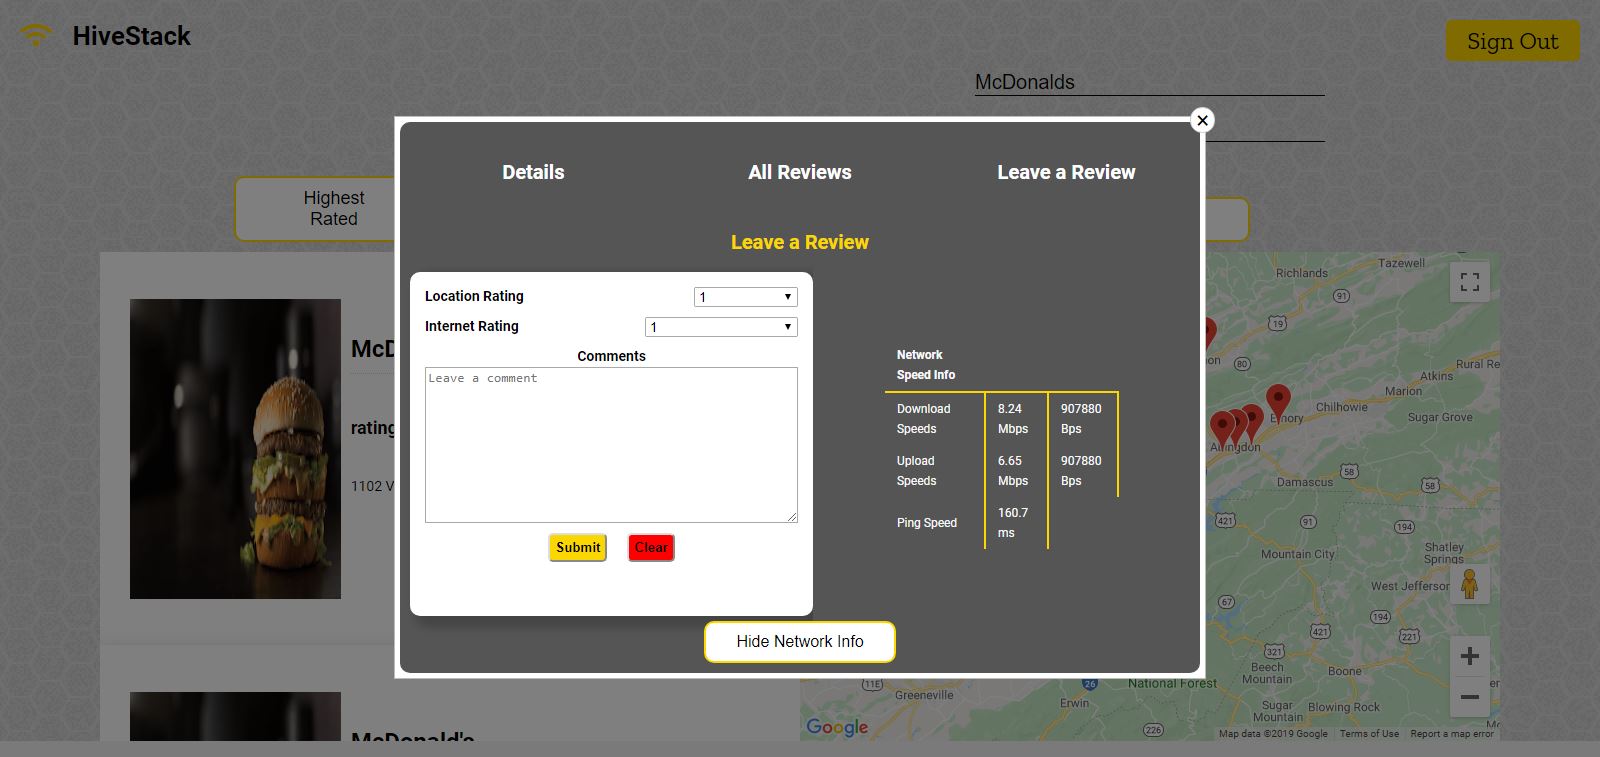 HiveStack
Sign Out
McDonalds
Highest
Rated
Details
All Reviews
Leave a Review
Leave a Review
Location Rating
1
Internet Rating
1
Comments
Leave a comment
Submit
Clear
Network
Speed Info
Download
Speeds
8.24
Mbps
907880
Bps
Upload
Speeds
6.65
Mbps
907880
Bps
Ping Speed
160.7
ms
Hide Network Info
rating
1102
McDonald's
Richlands
Tazewell
91
19
80
Rural
Atkins
Marion
Chilhowie
Sugar Grove
Emory
Abingdon
58
Damascus
58
421
91
194
Mountain City
Shatley
Springs
West Jefferson
67
194
421
221
321
Beech
Mountain
Boone
11E
Greeneville
26
National Forest
Erwin
Sugar
Mountain
Blowing Rock
226
Google
Map data ©2019 Google
Terms of Use
Report a map error